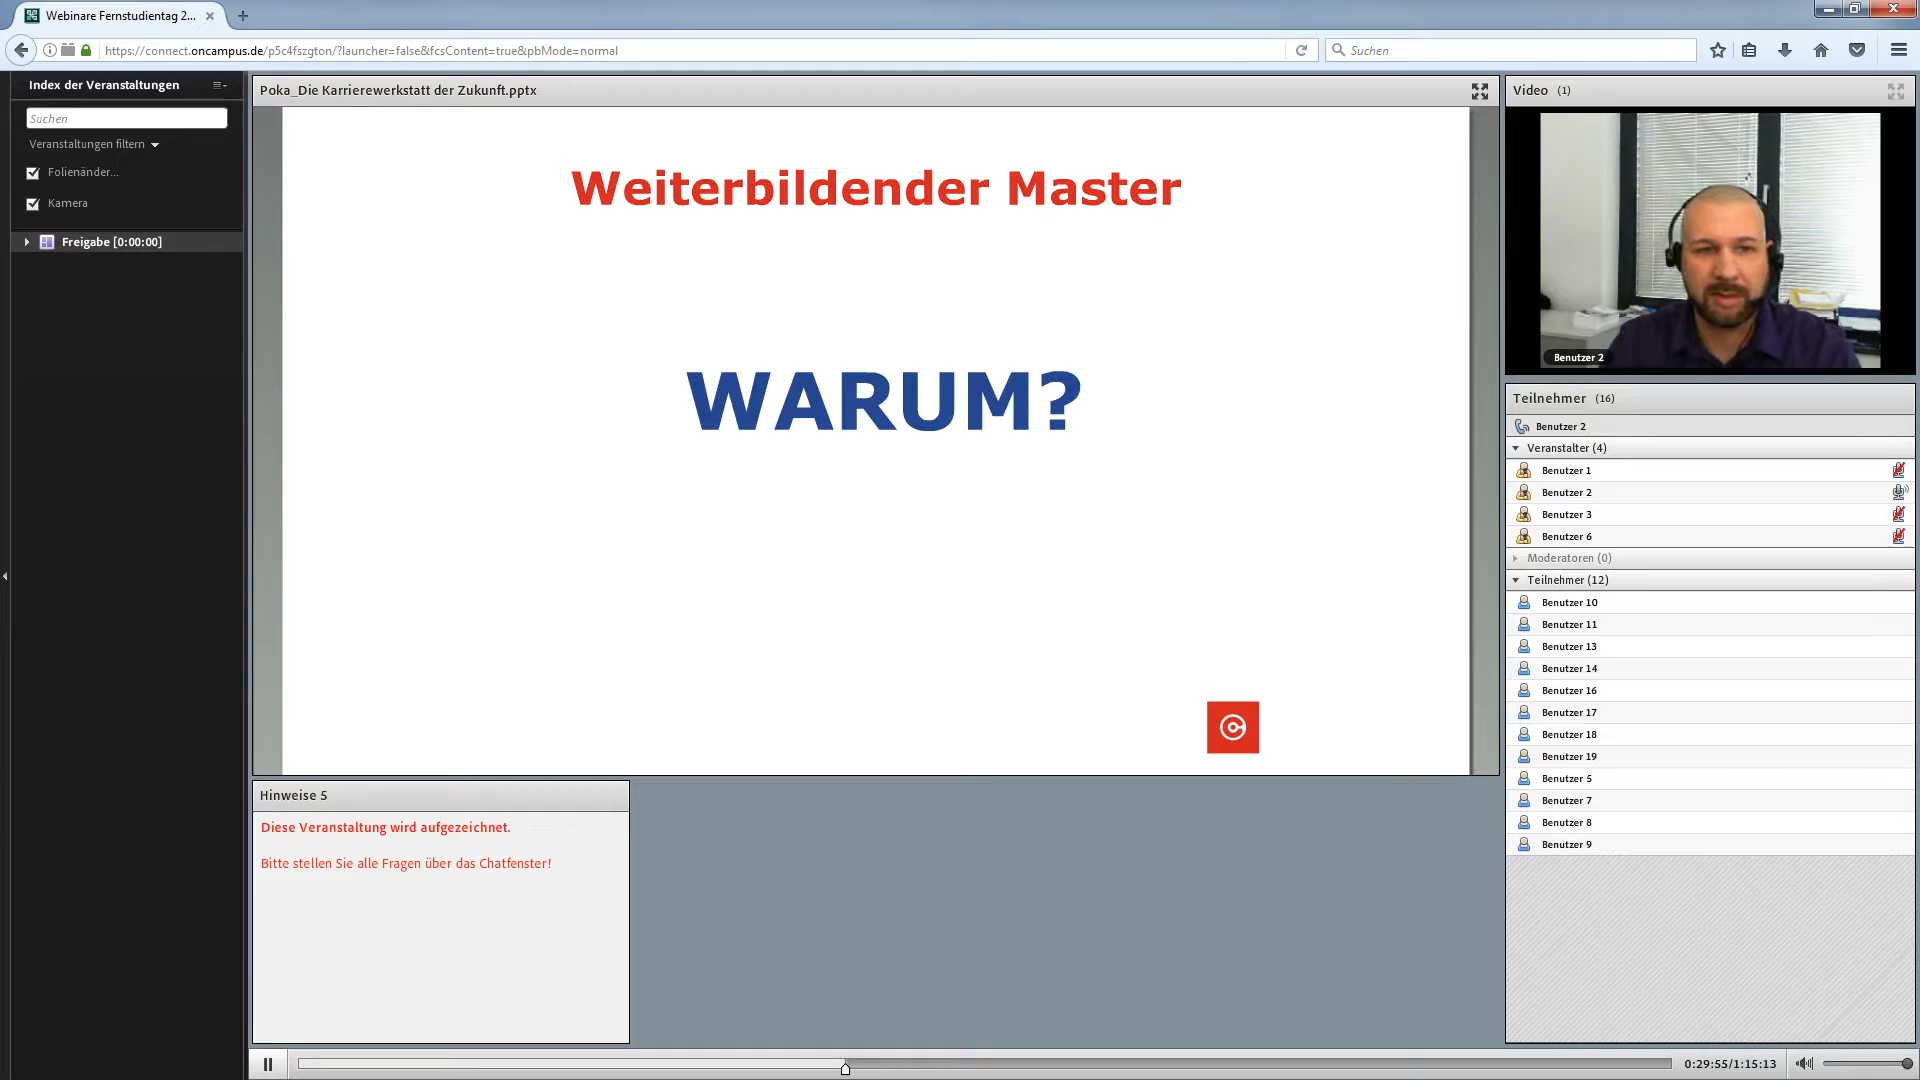 Webinare Fernstudientag 2...
https://connect.oncampus.de/p5c4fszgton/?launcher=false&fcsContent=true&pbMode=normal
Suchen
Index der Veranstaltungen
Suchen
Veranstaltungen filtern
Folienänder...
Kamera
Freigabe [0:00:00]
Poka_Die Karrierewerkstatt der Zukunft.pptx
Weiterbildender Master
WARUM?
Hinweise 5
Diese Veranstaltung wird aufgezeichnet.
Bitte stellen Sie alle Fragen über das Chatfenster!
Video (1)
Benutzer 2
Teilnehmer (16)
Benutzer 2
Veranstalter (4)
Benutzer 1
Benutzer 2
Benutzer 3
Benutzer 6
Moderatoren (0)
Teilnehmer (12)
Benutzer 10
Benutzer 11
Benutzer 13
Benutzer 14
Benutzer 16
Benutzer 17
Benutzer 18
Benutzer 19
Benutzer 5
Benutzer 7
Benutzer 8
Benutzer 9
0:29:55/1:15:13